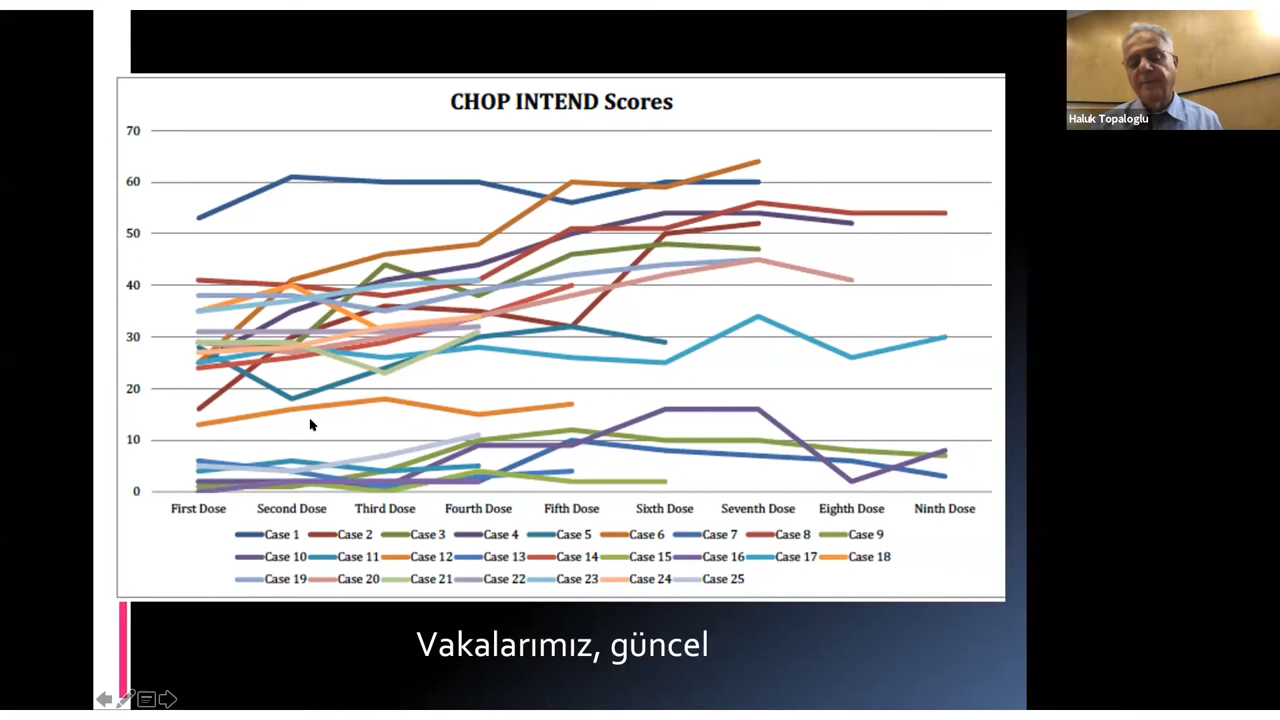 CHOP INTEND Scores
Haluk Topaloglu
70
60
50
40
30
20
10
0
First Dose Second Dose Third Dose Fourth Dose Fifth Dose Sixth Dose Seventh Dose Eighth Dose Ninth Dose
Case 1 Case 2 Case 3 Case 4 Case 5 Case 6 Case 7 Case 8 Case 9
Case 10 Case 11 Case 12 Case 13 Case 14 Case 15 Case 16 Case 17 Case 18
Case 19 Case 20 Case 21 Case 22 Case 23 Case 24 Case 25
Vakalarımız, güncel